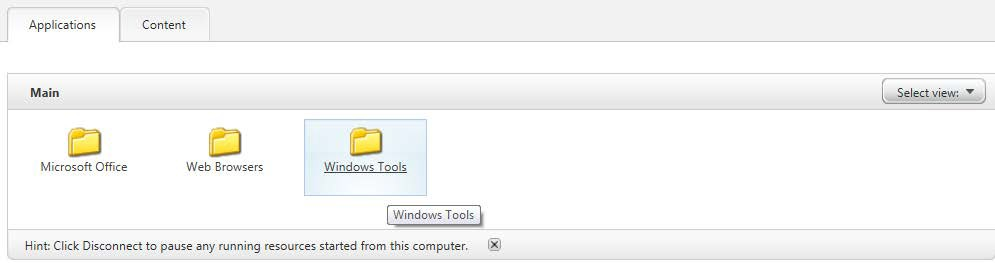 Applications Content
Main Select view:
Microsoft Office Web Browsers Windows Tools
Windows Tools
Hint: Click Disconnect to pause any running resources started from this computer.